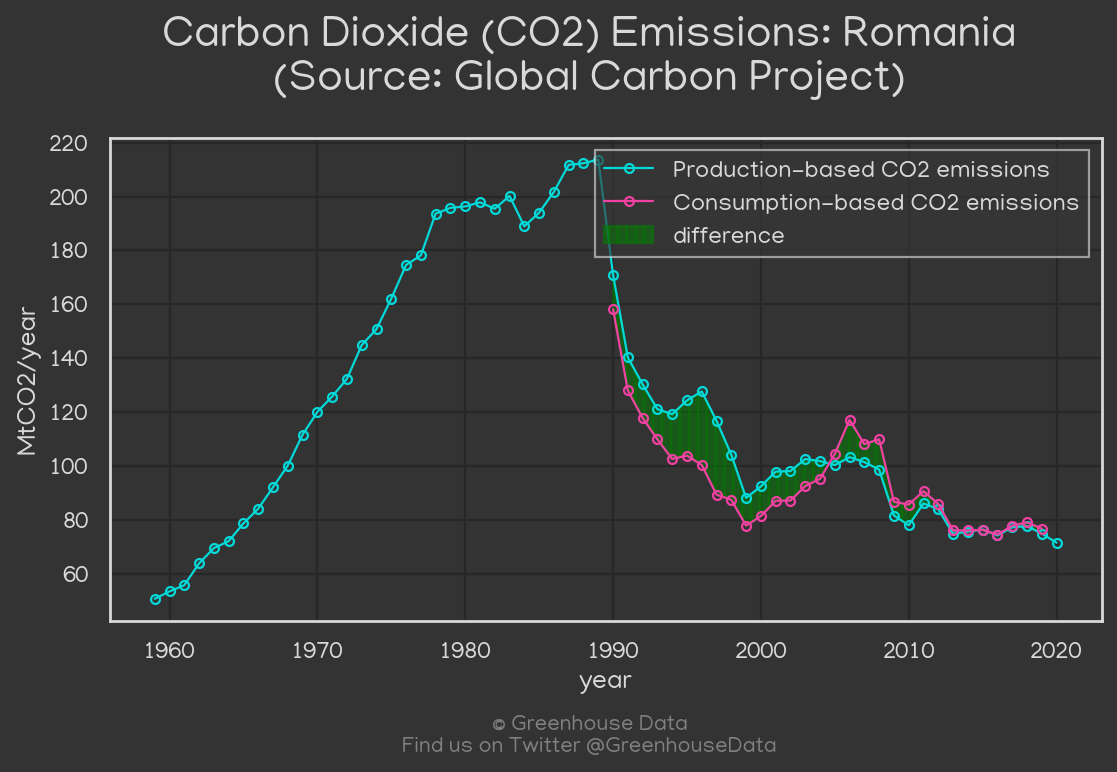 Carbon Dioxide (CO2) Emissions: Romania
(Source: Global Carbon Project)
220
200
180
160
140
120
100
80
60
MtCO2/year
Production-based CO2 emissions
Consumption-based CO2 emissions
difference
1960 1970 1980 1990 2000 2010 2020
year
© Greenhouse Data
Find us on Twitter @GreenhouseData